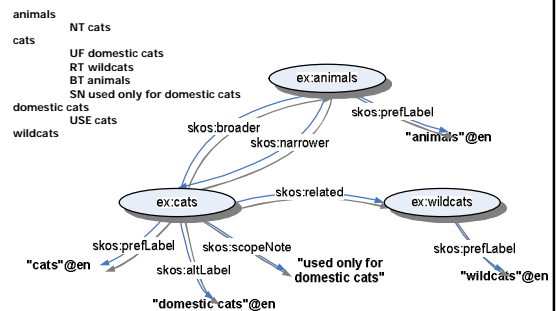 animals
NT cats
cats
UF domestic cats
RT wildcats
BT animals
SN used only for domestic cats
domestic cats
USE cats
wildcats
ex:animals
skos:prefLabel
"animals"@en
skos:broader
skos:narrower
ex:cats
skos:related
ex:wildcats
skos:prefLabel
"cats"@en
skos:altLabel
"domestic cats"@en
skos:scopeNote
"used only for
domestic cats"
skos:prefLabel
"wildcats"@en